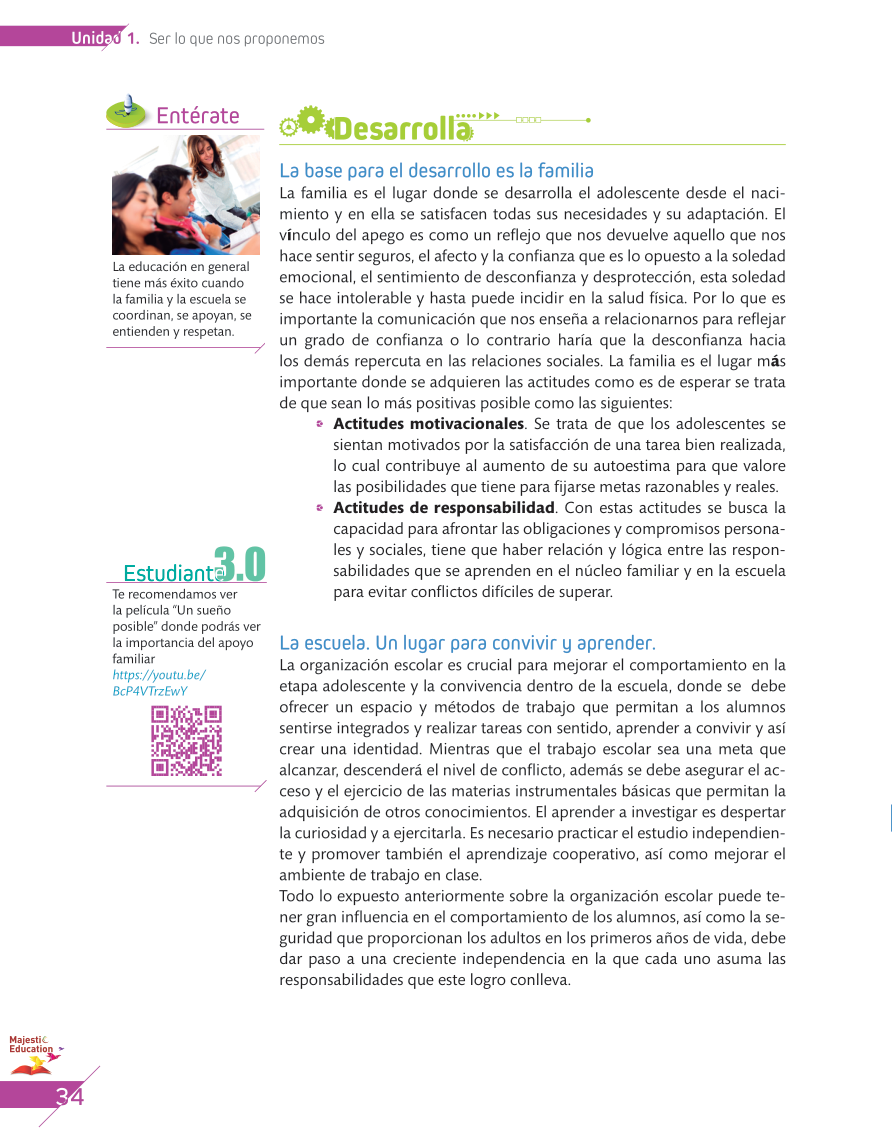 Unidad 1. Ser lo que nos proponemos
Entérate
La educación en general
tiene más éxito cuando
la familia y la escuela se
coordinan, se apoyan, se
entienden y respetan.
Estudiante 3.0
Te recomendamos ver
la película “Un sueño
posible” donde podrás ver
la importancia del apoyo
familiar
https://youtu.be/
BcP4VTrzEwY
Desarrolla
La base para el desarrollo es la familia
La familia es el lugar donde se desarrolla el adolescente desde el naci-
miento y en ella se satisfacen todas sus necesidades y su adaptación. El
vínculo del apego es como un reflejo que nos devuelve aquello que nos
hace sentir seguros, el afecto y la confianza que es lo opuesto a la soledad
emocional, el sentimiento de desconfianza y desprotección, esta soledad
se hace intolerable y hasta puede incidir en la salud física. Por lo que es
importante la comunicación que nos enseña a relacionarnos para reflejar
un grado de confianza o lo contrario haría que la desconfianza hacia
los demás repercuta en las relaciones sociales. La familia es el lugar más
importante donde se adquieren las actitudes como es de esperar se trata
de que sean lo más positivas posible como las siguientes:
Actitudes motivacionales. Se trata de que los adolescentes se
sientan motivados por la satisfacción de una tarea bien realizada,
lo cual contribuye al aumento de su autoestima para que valore
las posibilidades que tiene para fijarse metas razonables y reales.
Actitudes de responsabilidad. Con estas actitudes se busca la
capacidad para afrontar las obligaciones y compromisos persona-
les y sociales, tiene que haber relación y lógica entre las respon-
sabilidades que se aprenden en el núcleo familiar y en la escuela
para evitar conflictos difíciles de superar.
La escuela. Un lugar para convivir y aprender.
La organización escolar es crucial para mejorar el comportamiento en la
etapa adolescente y la convivencia dentro de la escuela, donde se debe
ofrecer un espacio y métodos de trabajo que permitan a los alumnos
sentirse integrados y realizar tareas con sentido, aprender a convivir y así
crear una identidad. Mientras que el trabajo escolar sea una meta que
alcanzar, descenderá el nivel de conflicto, además se debe asegurar el ac-
ceso y el ejercicio de las materias instrumentales básicas que permitan la
adquisición de otros conocimientos. El aprender a investigar es despertar
la curiosidad y a ejercitarla. Es necesario practicar el estudio independien-
te y promover también el aprendizaje cooperativo, así como mejorar el
ambiente de trabajo en clase.
Todo lo expuesto anteriormente sobre la organización escolar puede te-
ner gran influencia en el comportamiento de los alumnos, así como la se-
guridad que proporcionan los adultos en los primeros años de vida, debe
dar paso a una creciente independencia en la que cada uno asuma las
responsabilidades que este logro conlleva.
Majestic
Education
34